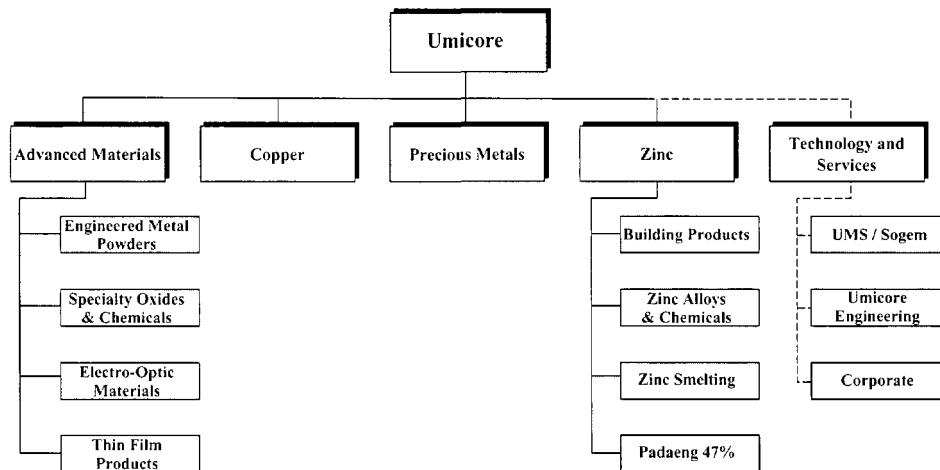 Umicore
Advanced Materials
Copper
Precious Metals
Zinc
Technology and
Services
Engineered Metal
Powders
Specialty Oxides
& Chemicals
Electro-Optic
Materials
Thin Film
Products
Building Products
Zinc Alloys
& Chemicals
Zinc Smelting
Padaeng 47%
UMS / Sogem
Umicore
Engineering
Corporate